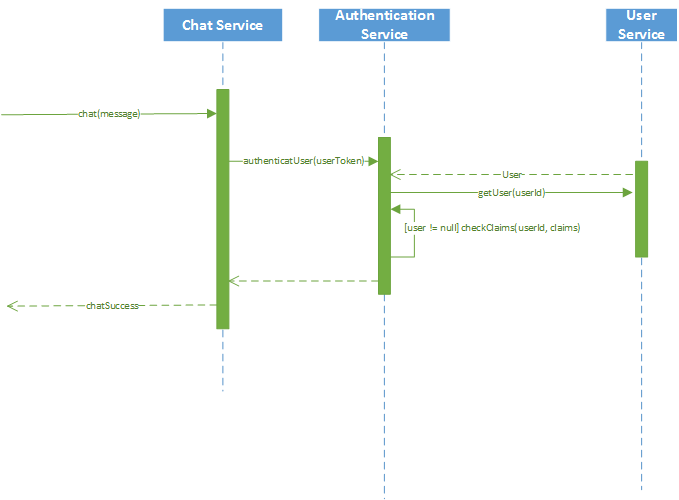 Chat Service
Authentication
Service
User
Service
chat(message)
authenticatUser(userToken)
User
getUser(userId)
[user != null] checkClaims(userId, claims)
chatSuccess